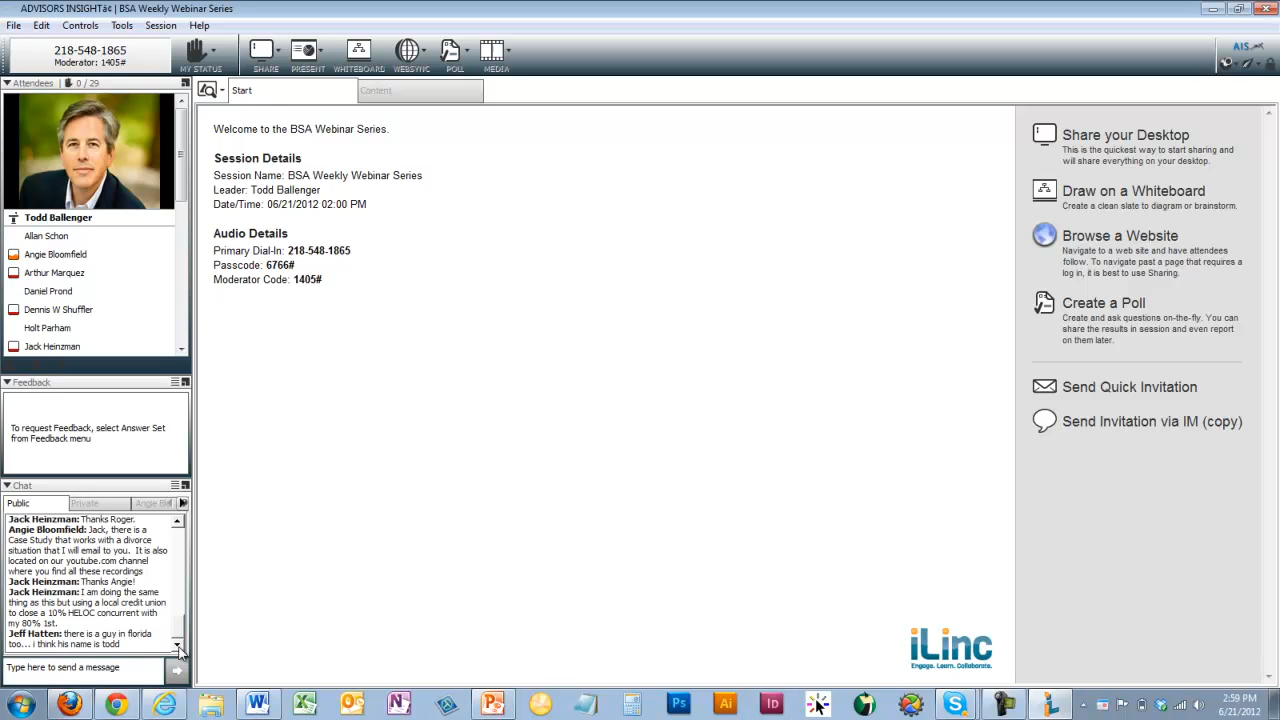 ADVISORS INSIGHTâ¢ | BSA Weekly Webinar Series
File Edit Controls Tools Session Help
218-548-1865
Moderator: 1405#
MY STATUS SHARE PRESENT WHITEBOARD WEBSYNC POLL MEDIA
AIS
Attendees 0 / 29
Start
Content
Todd Ballenger
Allan Schon
Angie Bloomfield
Arthur Marquez
Daniel Prond
Dennis W Shuffler
Holt Parham
Jack Heinzman
Feedback
To request Feedback, select Answer Set
from Feedback menu
Chat
Public Private Angie Bl
Jack Heinzman: Thanks Roger.
Angie Bloomfield: Jack, there is a
Case Study that works with a divorce
situation that I will email to you. It is also
located on our youtube.com channel
where you find all these recordings
Jack Heinzman: Thanks Angie!
Jack Heinzman: I am doing the same
thing as this but using a local credit union
to close a 10% HELOC concurrent with
my 80% 1st.
Jeff Hatten: there is a guy in florida
too... i think his name is todd
Type here to send a message
Welcome to the BSA Webinar Series.
Session Details
Session Name: BSA Weekly Webinar Series
Leader: Todd Ballenger
Date/Time: 06/21/2012 02:00 PM
Audio Details
Primary Dial-In: 218-548-1865
Passcode: 6766#
Moderator Code: 1405#
iLinc
Engage. Learn. Collaborate.
Share your Desktop
This is the quickest way to start sharing and
will share everything on your desktop.
Draw on a Whiteboard
Create a clean slate to diagram or brainstorm.
Browse a Website
Navigate to a web site and have attendees
follow. To navigate past a page that requires a
log in, it is best to use Sharing.
Create a Poll
Create and ask questions on-the-fly. You can
share the results in session and even report
on them later.
Send Quick Invitation
Send Invitation via IM (copy)
2:59 PM
6/21/2012